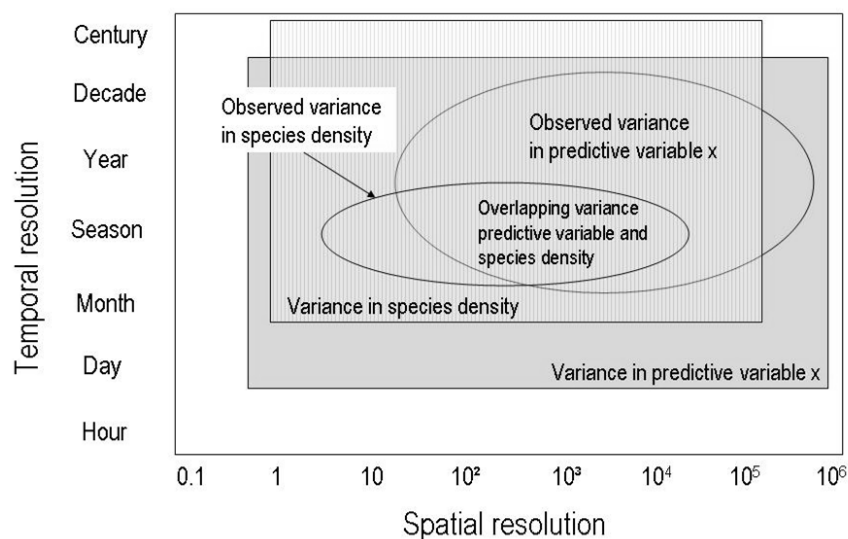 Century
Decade
Year
Season
Month
Day
Hour
Temporal resolution
Observed variance
in species density
Observed variance
in predictive variable x
Overlapping variance
predictive variable and
species density
Variance in species density
Variance in predictive variable x
0.1 1 10 10² 10³ 10⁴ 10⁵ 10⁶
Spatial resolution